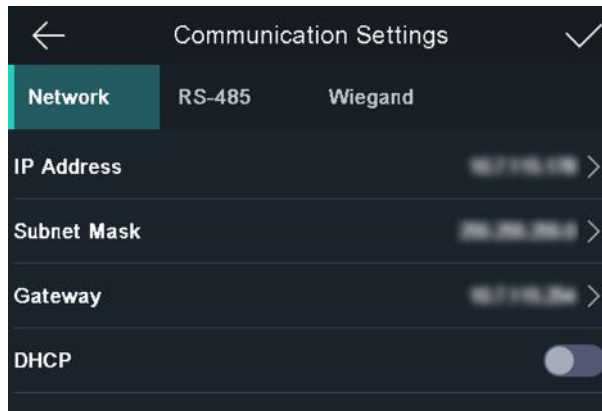 Communication Settings
Network RS-485 Wiegand
IP Address
Subnet Mask
Gateway
DHCP